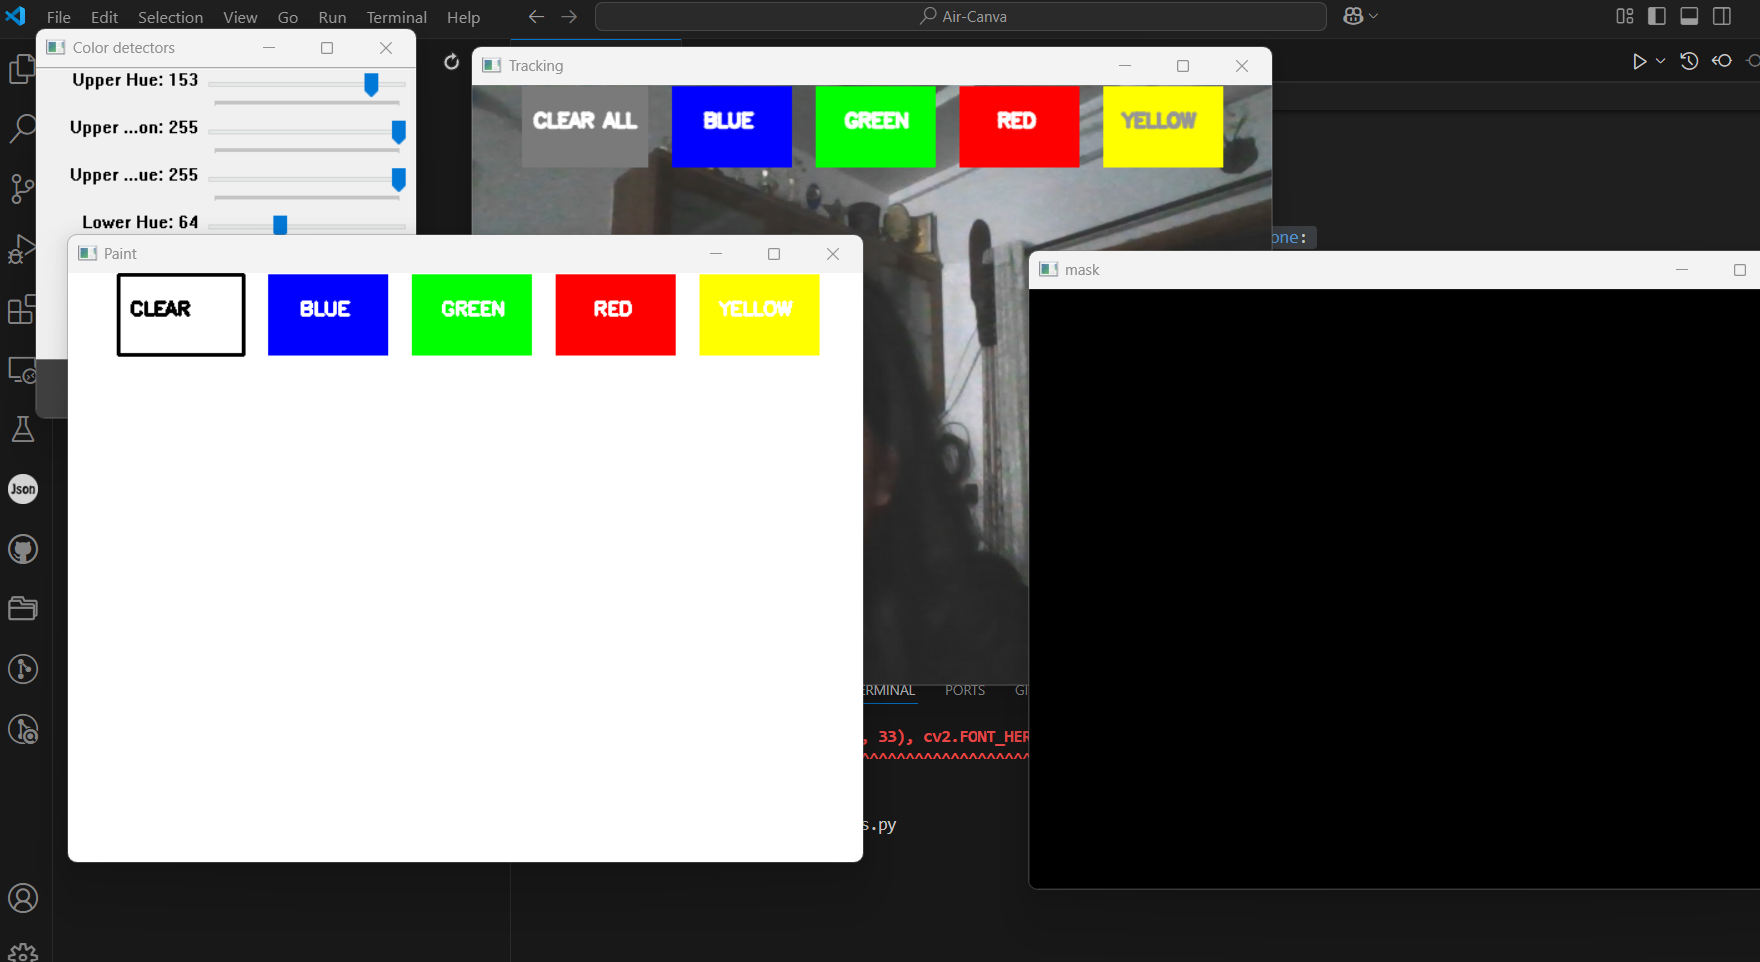 File Edit Selection View Go Run Terminal Help
Air-Canva
Color detectors
Upper Hue: 153
Upper ...on: 255
Upper ...ue: 255
Lower Hue: 64
Tracking
CLEAR ALL BLUE GREEN RED YELLOW
one:
Paint
CLEAR BLUE GREEN RED YELLOW
mask
Json
ERMINAL PORTS GI
, 33), cv2.FONT_HER
^^^^^^^^^^^^^^^^^^^
s.py